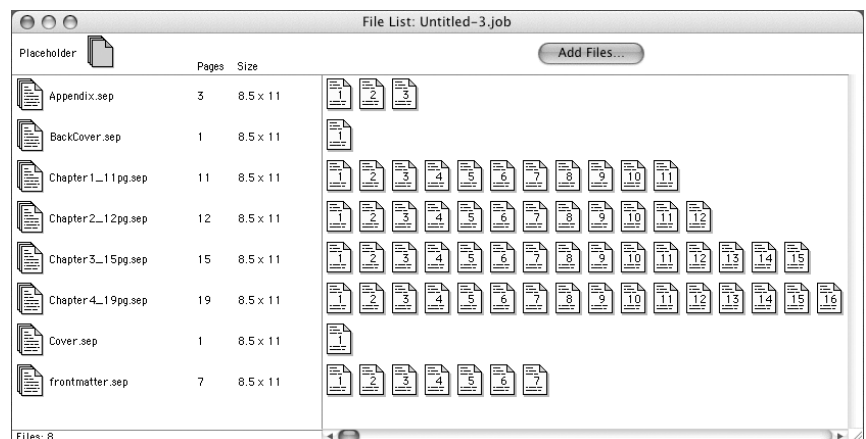 File List: Untitled-3.job
Placeholder
Add Files...
Pages Size
Appendix.sep 3 8.5 x 11 1 2 3
BackCover.sep 1 8.5 x 11 1
Chapter1_11pg.sep 11 8.5 x 11 1 2 3 4 5 6 7 8 9 10 11
Chapter2_12pg.sep 12 8.5 x 11 1 2 3 4 5 6 7 8 9 10 11 12
Chapter3_15pg.sep 15 8.5 x 11 1 2 3 4 5 6 7 8 9 10 11 12 13 14 15
Chapter4_19pg.sep 19 8.5 x 11 1 2 3 4 5 6 7 8 9 10 11 12 13 14 15 16
Cover.sep 1 8.5 x 11 1
frontmatter.sep 7 8.5 x 11 1 2 3 4 5 6 7
Files: 8